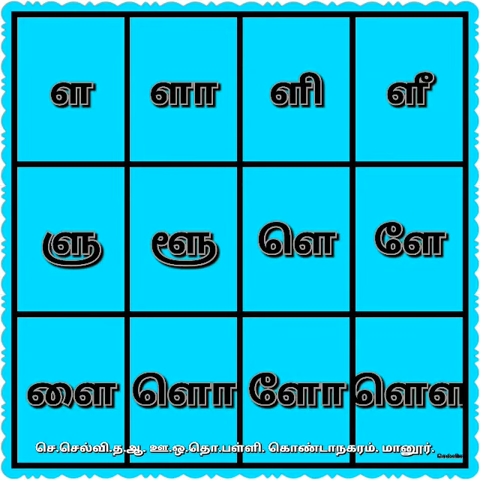 ள ளா ளி ளீ
ளு ளூ ளெ ளே
ளை ளொ ளோ ளௌ
செ.செல்வி.த.ஆ. ஊ.ஒ.தொ.பள்ளி. கொண்டாநகரம். மானூர்.